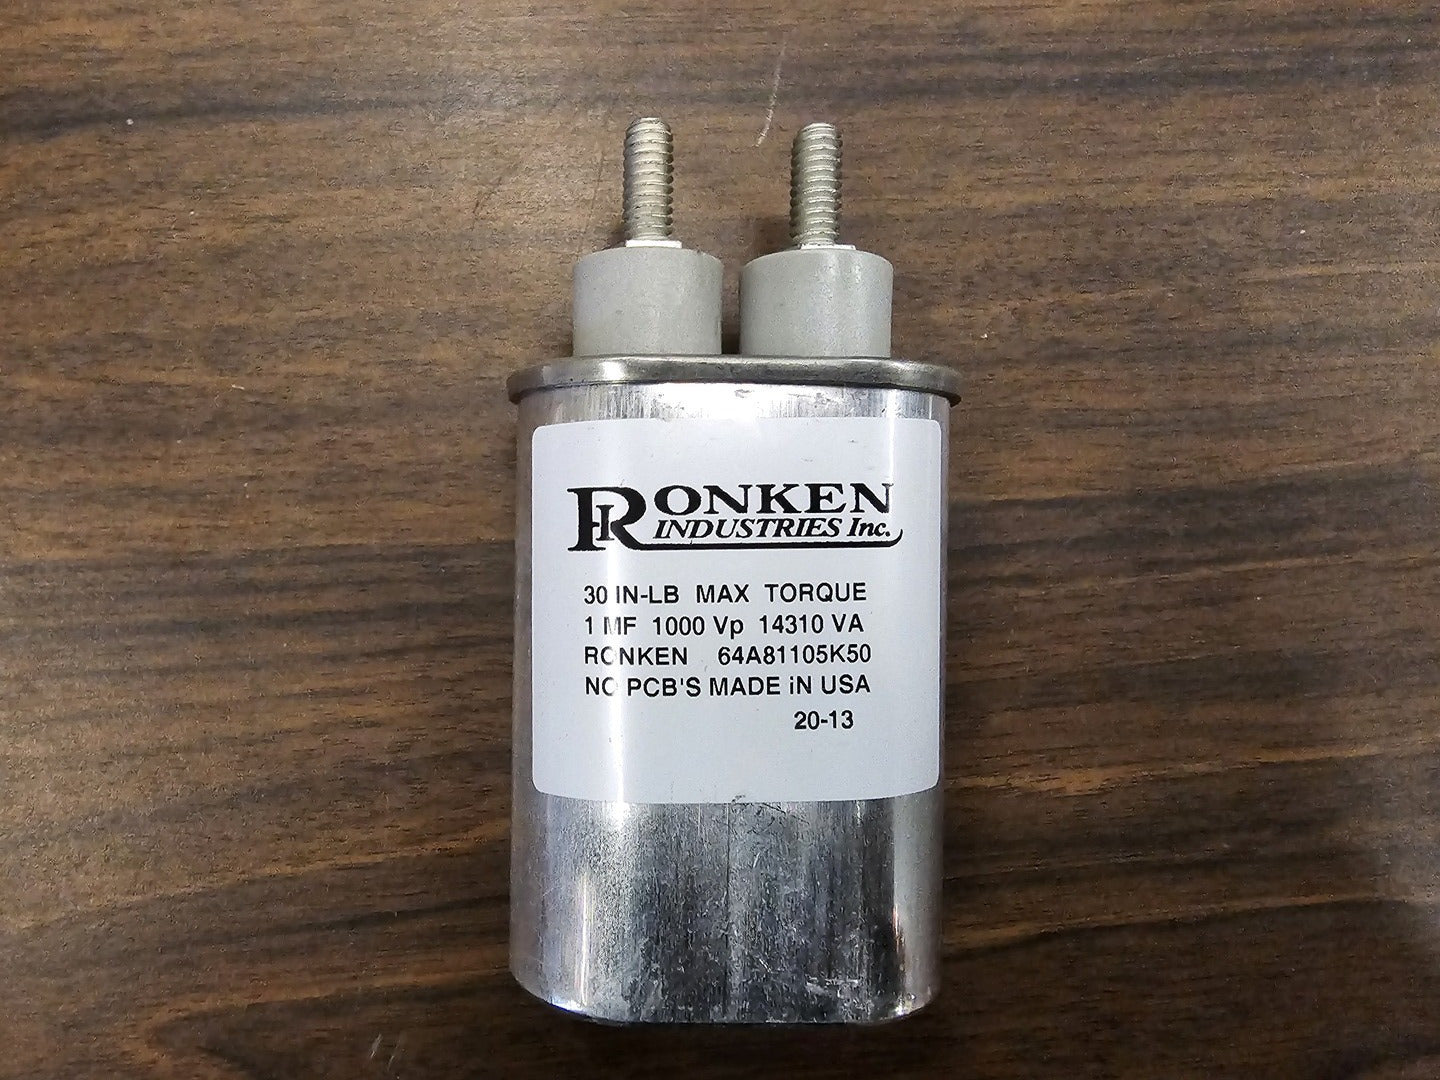 RONKEN
INDUSTRIES Inc.
30 IN-LB MAX TORQUE
1 MF 1000 Vp 14310 VA
RONKEN 64A81105K50
NO PCB'S MADE iN USA
20-13